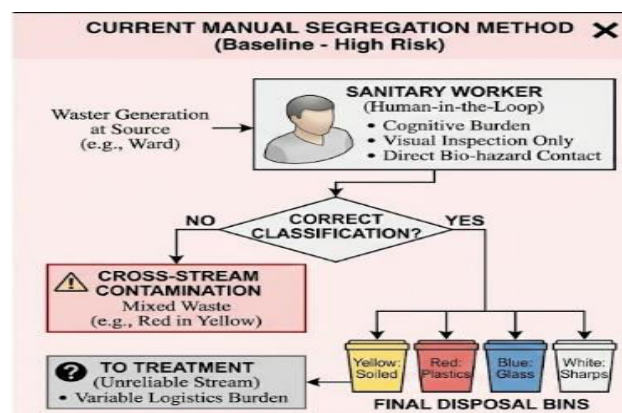 CURRENT MANUAL SEGREGATION METHOD
(Baseline - High Risk)
Waster Generation
at Source
(e.g., Ward)
SANITARY WORKER
(Human-in-the-Loop)
• Cognitive Burden
• Visual Inspection Only
• Direct Bio-hazard Contact
NO
CORRECT
CLASSIFICATION?
YES
CROSS-STREAM
CONTAMINATION
Mixed Waste
(e.g., Red in Yellow)
Yellow:
Soiled
Red:
Plastics
Blue:
Glass
White:
Sharps
? TO TREATMENT
(Unreliable Stream)
• Variable Logistics Burden
FINAL DISPOSAL BINS